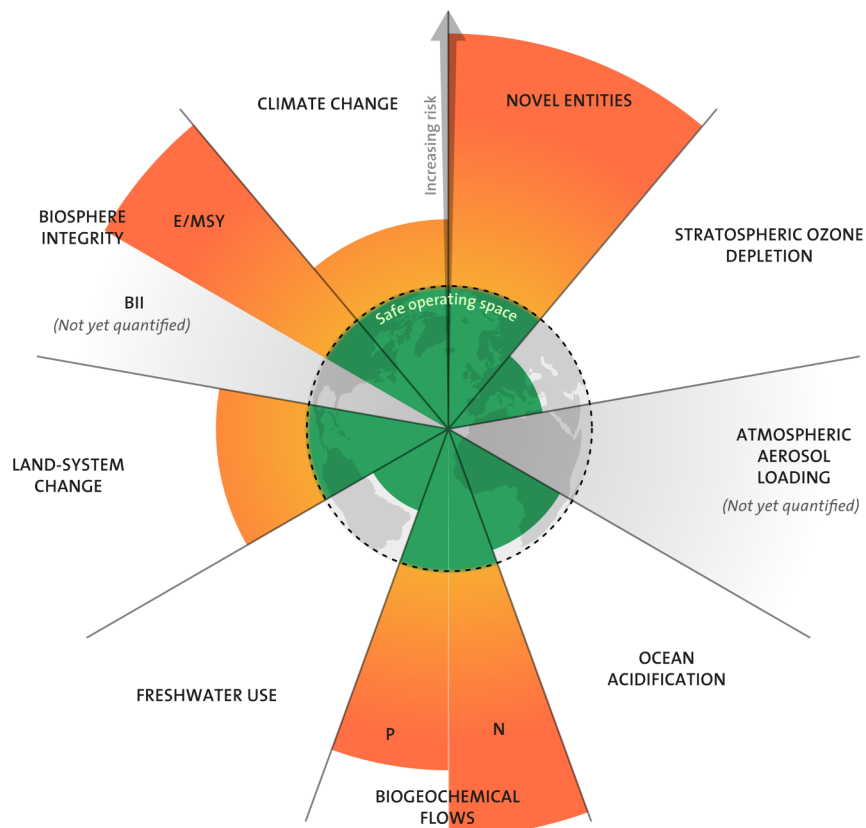 CLIMATE CHANGE
NOVEL ENTITIES
Increasing risk
BIOSPHERE
INTEGRITY
E/MSY
STRATOSPHERIC OZONE
DEPLETION
BII
(Not yet quantified)
Safe operating space
ATMOSPHERIC
AEROSOL
LOADING
(Not yet quantified)
LAND-SYSTEM
CHANGE
OCEAN
ACIDIFICATION
FRESHWATER USE
P
N
BIOGEOCHEMICAL
FLOWS